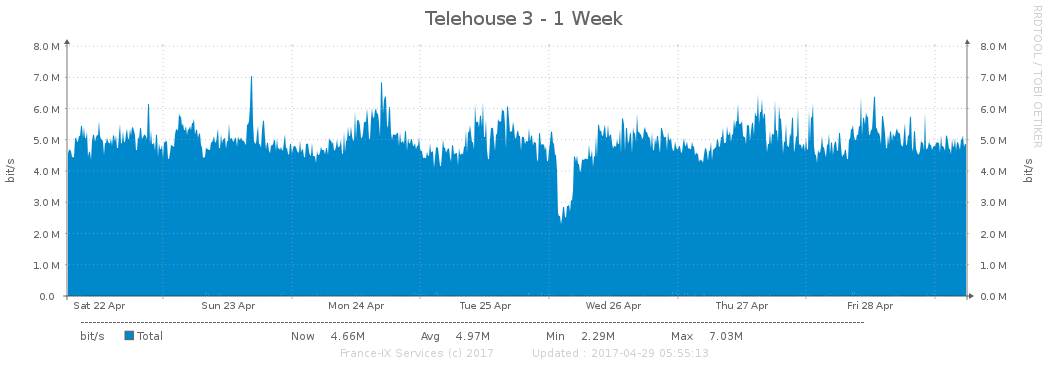 Telehouse 3 - 1 Week
RRDTOOL / TOBI OETIKER
8.0 M 8.0 M
7.0 M 7.0 M
6.0 M 6.0 M
5.0 M 5.0 M
4.0 M 4.0 M
3.0 M 3.0 M
2.0 M 2.0 M
1.0 M 1.0 M
0.0 0.0 M
bit/s bit/s
Sat 22 Apr Sun 23 Apr Mon 24 Apr Tue 25 Apr Wed 26 Apr Thu 27 Apr Fri 28 Apr
bit/s Total Now 4.66M Avg 4.97M Min 2.29M Max 7.03M
France-IX Services (c) 2017 Updated : 2017-04-29 05:55:13